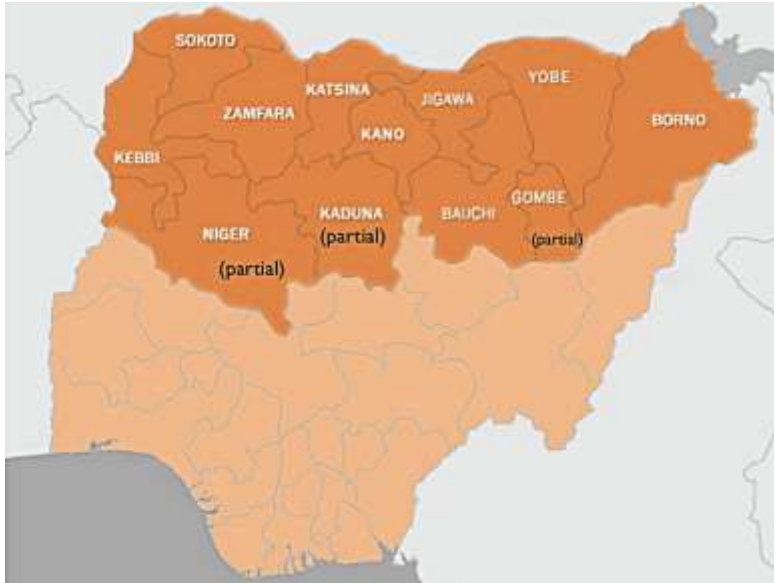 SOKOTO
KATSINA
YOBE
ZAMFARA
JIGAWA
KANO
BORNO
KEBBI
GOMBE
KADUNA
(partial)
BAUCHI
NIGER
(partial)
(partial)